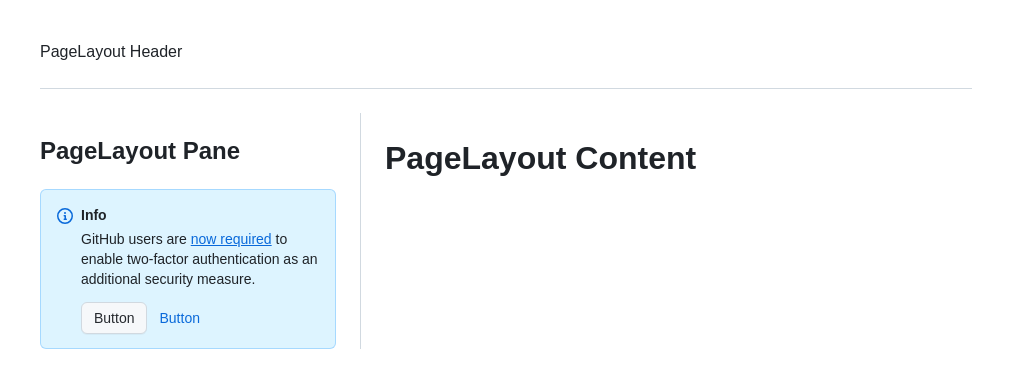 PageLayout Header
PageLayout Pane
PageLayout Content
Info
GitHub users are now required to
enable two-factor authentication as an
additional security measure.
Button Button